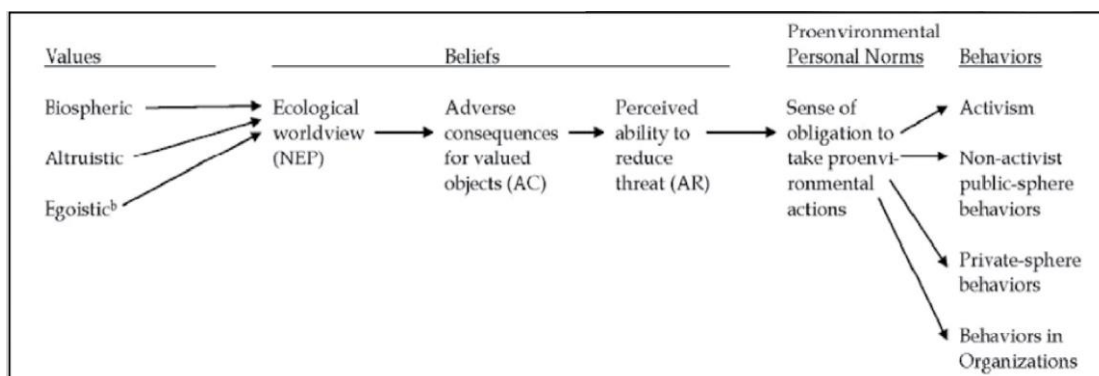 Values
Beliefs
Proenvironmental
Personal Norms
Behaviors
Biospheric
Altruistic
Egoisticᵇ
Ecological
worldview
(NEP)
Adverse
consequences
for valued
objects (AC)
Perceived
ability to
reduce
threat (AR)
Sense of
obligation to
take proenvi-
ronmental
actions
Activism
Non-activist
public-sphere
behaviors
Private-sphere
behaviors
Behaviors in
Organizations